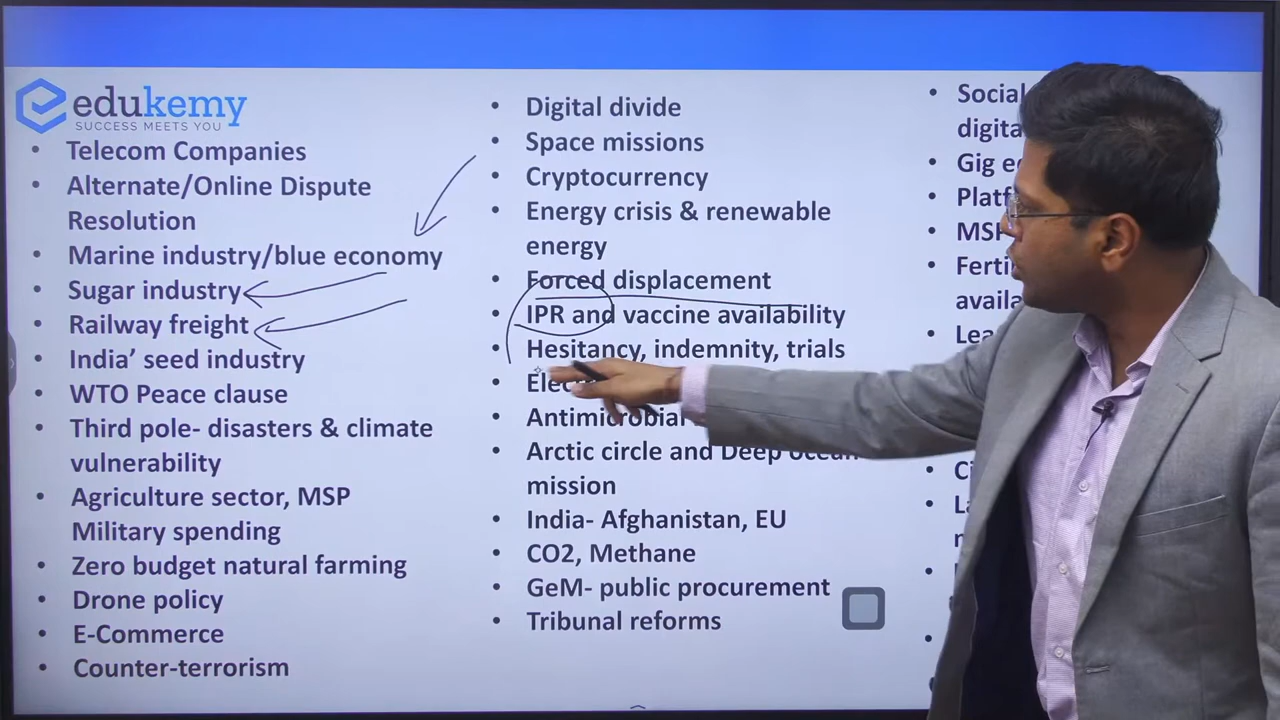 edukemy
SUCCESS MEETS YOU
• Telecom Companies
• Alternate/Online Dispute
Resolution
• Marine industry/blue economy
• Sugar industry
• Railway freight
• India’ seed industry
• WTO Peace clause
• Third pole- disasters & climate
vulnerability
• Agriculture sector, MSP
Military spending
• Zero budget natural farming
• Drone policy
• E-Commerce
• Counter-terrorism
• Digital divide
• Space missions
• Cryptocurrency
• Energy crisis & renewable
energy
• Forced displacement
• IPR and vaccine availability
• Hesitancy, indemnity, trials
•
• Antimicrobial
• Arctic circle and Deep ocean
mission
• India- Afghanistan, EU
• CO2, Methane
• GeM- public procurement
• Tribunal reforms
• Social
• Gig